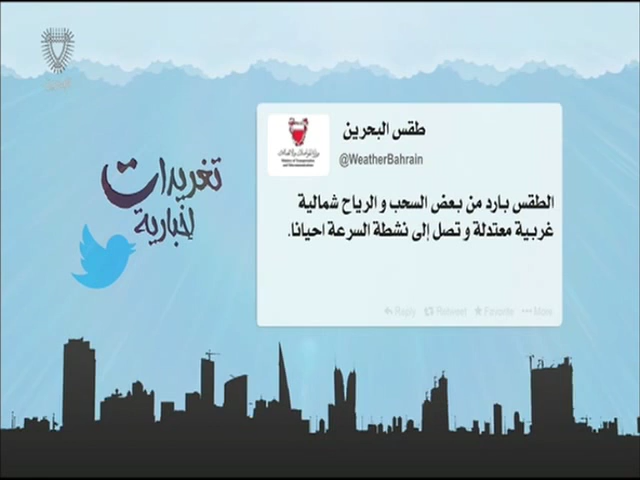 تغريدات
إخبارية
طقس البحرين
@WeatherBahrain
الطقس بارد من بعض السحب و الرياح شمالية
غربية معتدلة و تصل إلى نشطة السرعة احيانا.
Reply Retweet Favorite More